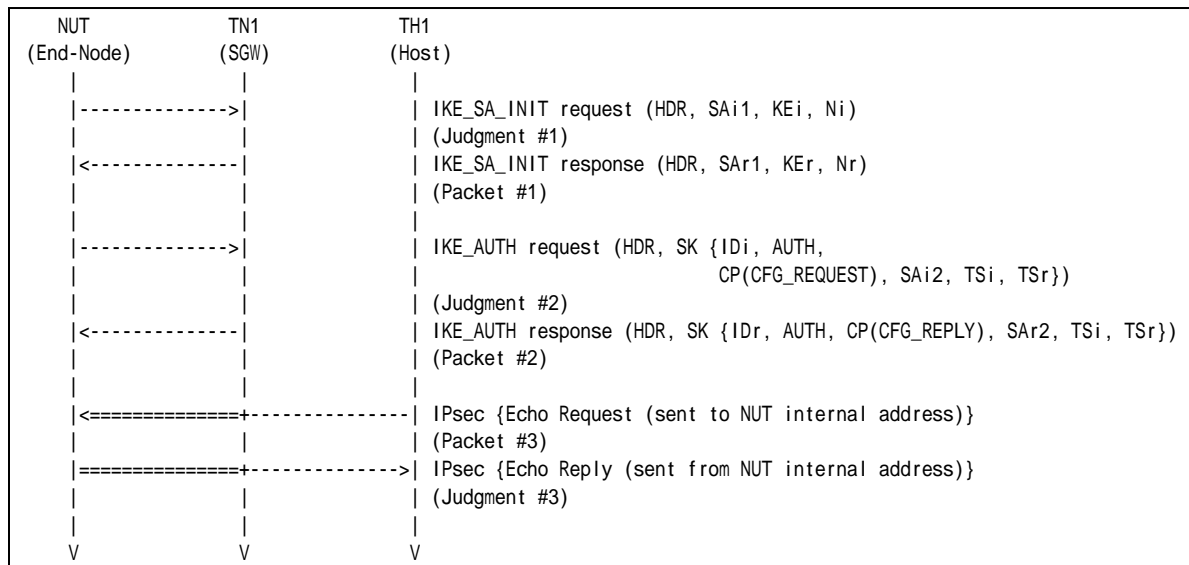 NUT TN1 TH1
(End-Node) (SGW) (Host)
| | |
|-------------->| | IKE_SA_INIT request (HDR, SAi1, KEi, Ni)
| | | (Judgment #1)
|<--------------| | IKE_SA_INIT response (HDR, SAr1, KEr, Nr)
| | | (Packet #1)
| | |
|-------------->| | IKE_AUTH request (HDR, SK {IDi, AUTH,
| | | CP(CFG_REQUEST), SAi2, TSi, TSr})
| | | (Judgment #2)
|<--------------| | IKE_AUTH response (HDR, SK {IDr, AUTH, CP(CFG_REPLY), SAr2, TSi, TSr})
| | | (Packet #2)
| | |
|<==============+---------------| IPsec {Echo Request (sent to NUT internal address)}
| | | (Packet #3)
|===============+-------------->| IPsec {Echo Reply (sent from NUT internal address)}
| | | (Judgment #3)
| | |
V V V